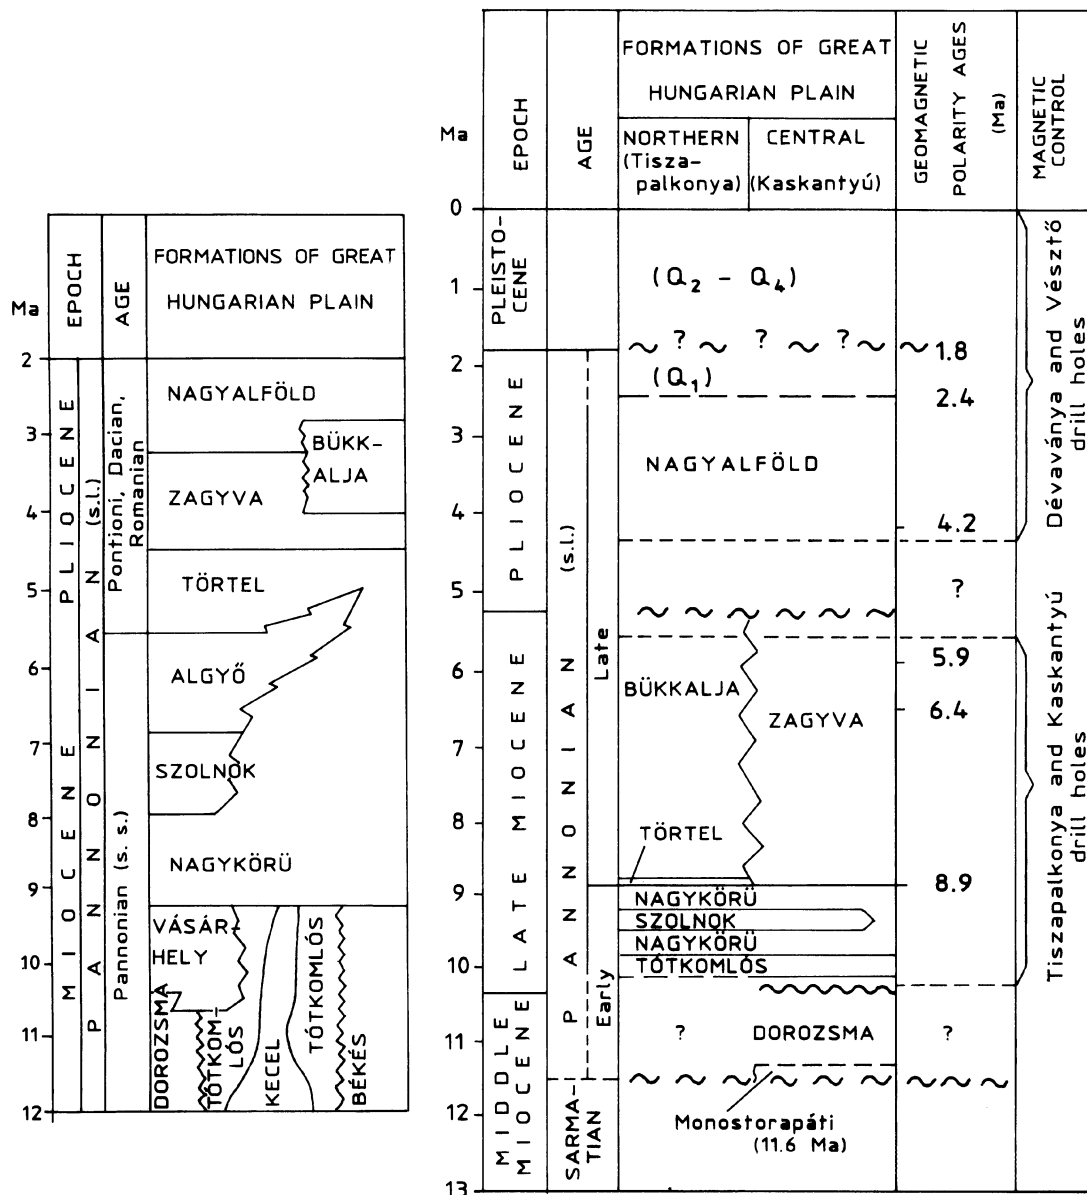 Ma
EPOCH
AGE
FORMATIONS OF GREAT
HUNGARIAN PLAIN
2
3
4
5
6
7
8
9
10
11
12
PLIOCENE
MIOCENE
PANNONIAN (s.l.)
Pontioni, Dacian,
Romanian
Pannonian (s. s.)
NAGYALFÖLD
BÜKK-
ALJA
ZAGYVA
TÖRTEL
ALGYŐ
SZOLNOK
NAGYKÖRÜ
VÁSÁR-
HELY
DOROZSMA
TÓTKOM-
LÓS
KECEL
TÓTKOMLÓS
BÉKÉS
Ma
EPOCH
AGE
FORMATIONS OF GREAT
HUNGARIAN PLAIN
NORTHERN
(Tisza-
palkonya)
CENTRAL
(Kaskantyú)
GEOMAGNETIC
POLARITY AGES
(Ma)
MAGNETIC
CONTROL
0
1
2
3
4
5
6
7
8
9
10
11
12
13
PLEISTO-
CENE
PLIOCENE
LATE MIOCENE
MIDDLE
MIOCENE
PANNONIAN (s.l.)
Late
Early
SARMA-
TIAN
(Q2 - Q4)
? ? ?
(Q1)
NAGYALFÖLD
BÜKKALJA
ZAGYVA
TÖRTEL
NAGYKÖRÜ
SZOLNOK
NAGYKÖRÜ
TÓTKOMLÓS
?
DOROZSMA
Monostorapáti
(11.6 Ma)
1.8
2.4
4.2
?
5.9
6.4
8.9
?
Dévaványa and Vésztő
drill holes
Tiszapalkonya and Kaskantyú
drill holes